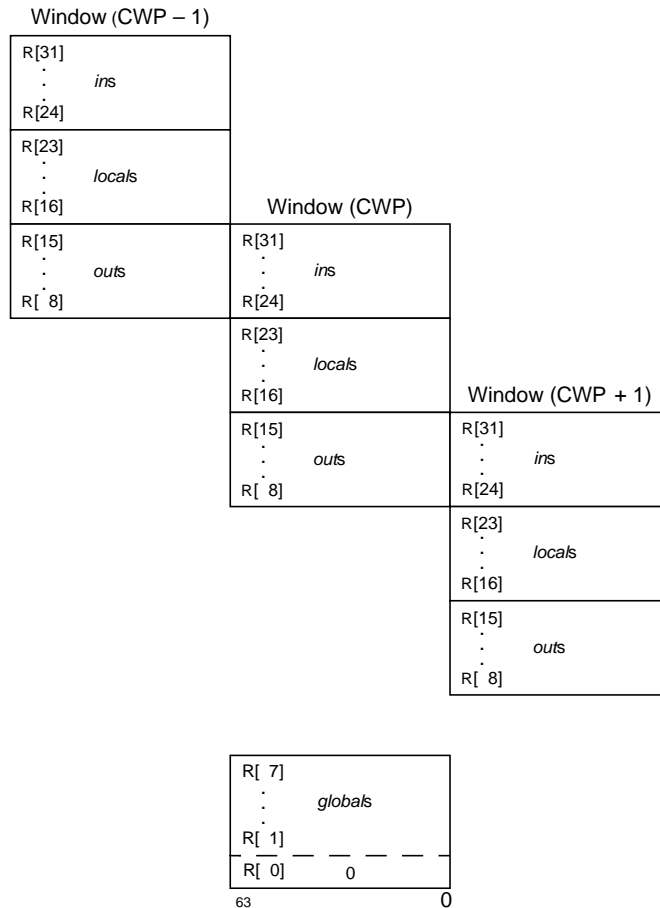 Window (CWP – 1)
R[31]
.
. ins
.
R[24]
R[23]
.
. locals
.
R[16]
R[15]
.
. outs
.
R[ 8]
Window (CWP)
R[31]
.
. ins
.
R[24]
R[23]
.
. locals
.
R[16]
R[15]
.
. outs
.
R[ 8]
Window (CWP + 1)
R[31]
.
. ins
.
R[24]
R[23]
.
. locals
.
R[16]
R[15]
.
. outs
.
R[ 8]
R[ 7]
.
. globals
.
R[ 1]
R[ 0] 0
63 0